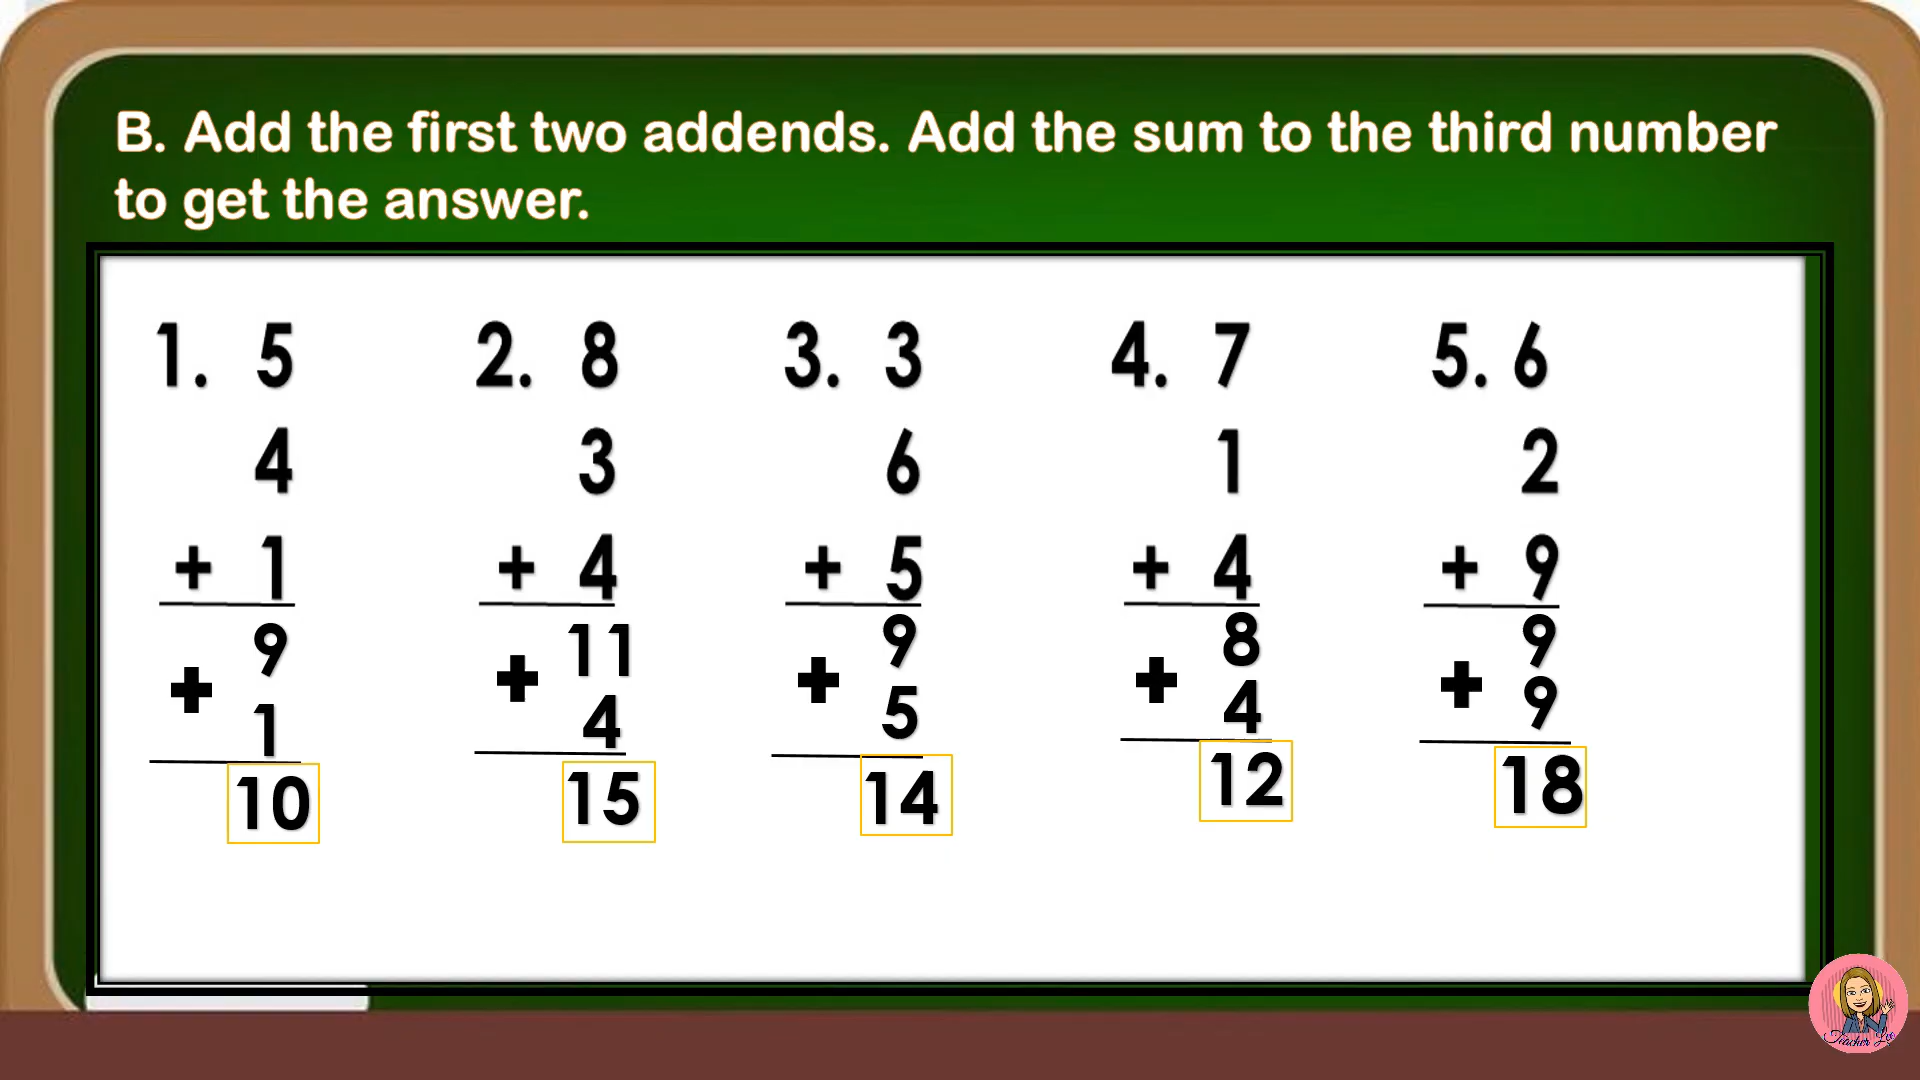 B. Add the first two addends. Add the sum to the third number
to get the answer.
1. 5 2. 8 3. 3 4. 7 5. 6
4 3 6 1 2
+ 1 + 4 + 5 + 4 + 9
9 11 9 8 9
+ + + + +
1 4 5 4 9
10 15 14 12 18
Teacher Leo